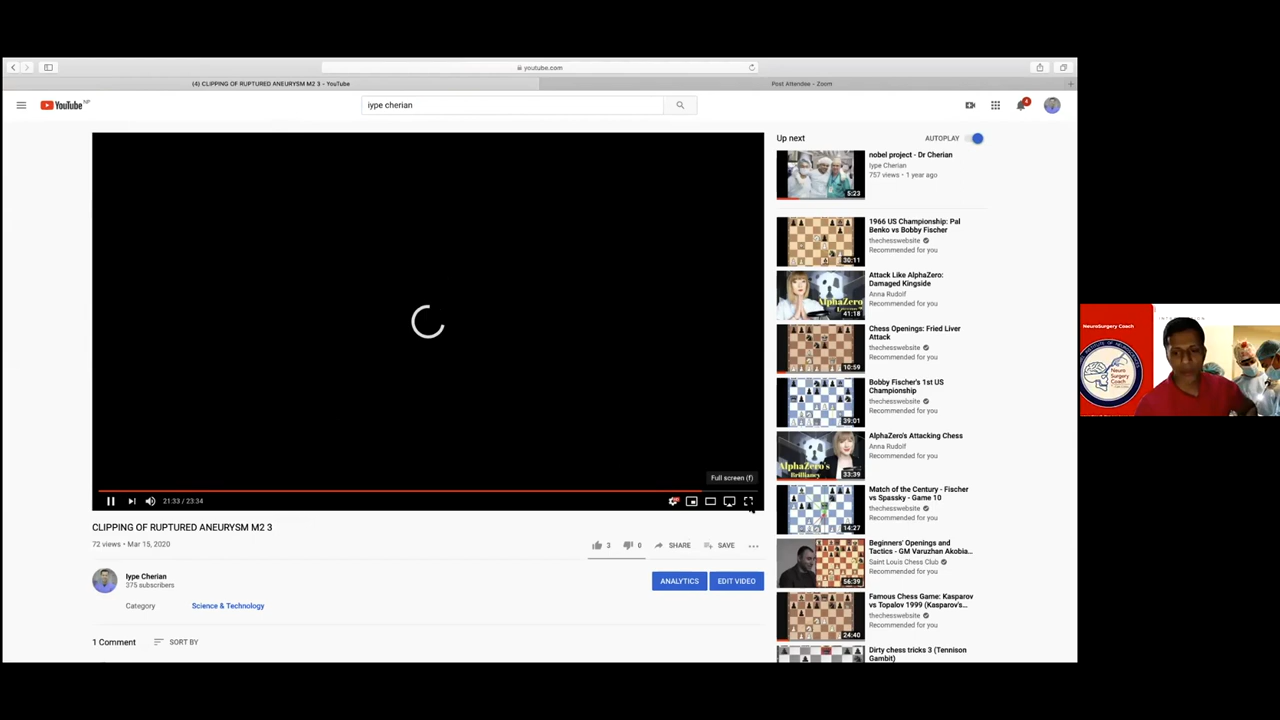 youtube.com
(4) CLIPPING OF RUPTURED ANEURYSM M2 3 - YouTube
Post Attendee - Zoom
YouTube NP
iype cherian
4
Up next
AUTOPLAY
nobel project - Dr Cherian
Iype Cherian
757 views • 1 year ago
5:23
1966 US Championship: Pal
Benko vs Bobby Fischer
thechesswebsite
Recommended for you
30:11
Attack Like AlphaZero:
Damaged Kingside
Anna Rudolf
Recommended for you
AlphaZero
41:18
Chess Openings: Fried Liver
Attack
thechesswebsite
Recommended for you
10:59
Bobby Fischer's 1st US
Championship
thechesswebsite
Recommended for you
39:01
AlphaZero's Attacking Chess
Anna Rudolf
Recommended for you
AlphaZero's
Brilliancy
33:39
Match of the Century - Fischer
vs Spassky - Game 10
thechesswebsite
Recommended for you
14:27
Beginners' Openings and
Tactics - GM Varuzhan Akobia...
Saint Louis Chess Club
Recommended for you
56:39
Famous Chess Game: Kasparov
vs Topalov 1999 (Kasparov's...
thechesswebsite
Recommended for you
24:40
Dirty chess tricks 3 (Tennison
Gambit)
Full screen (f)
21:33 / 23:34
CLIPPING OF RUPTURED ANEURYSM M2 3
72 views • Mar 15, 2020
3
0
SHARE
SAVE
Iype Cherian
375 subscribers
ANALYTICS
EDIT VIDEO
Category
Science & Technology
1 Comment
SORT BY
NeuroSurgery Coach
Neuro
Surgery
Coach